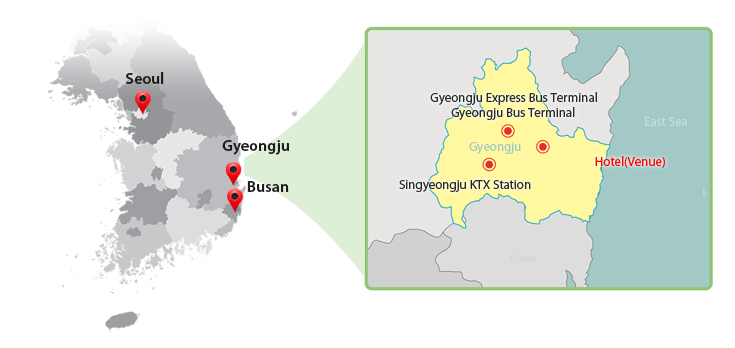 Seoul
Gyeongju
Busan
Gyeongju Express Bus Terminal
Gyeongju Bus Terminal
East Sea
Gyeongju
Hotel(Venue)
Singyeongju KTX Station
Ulsan